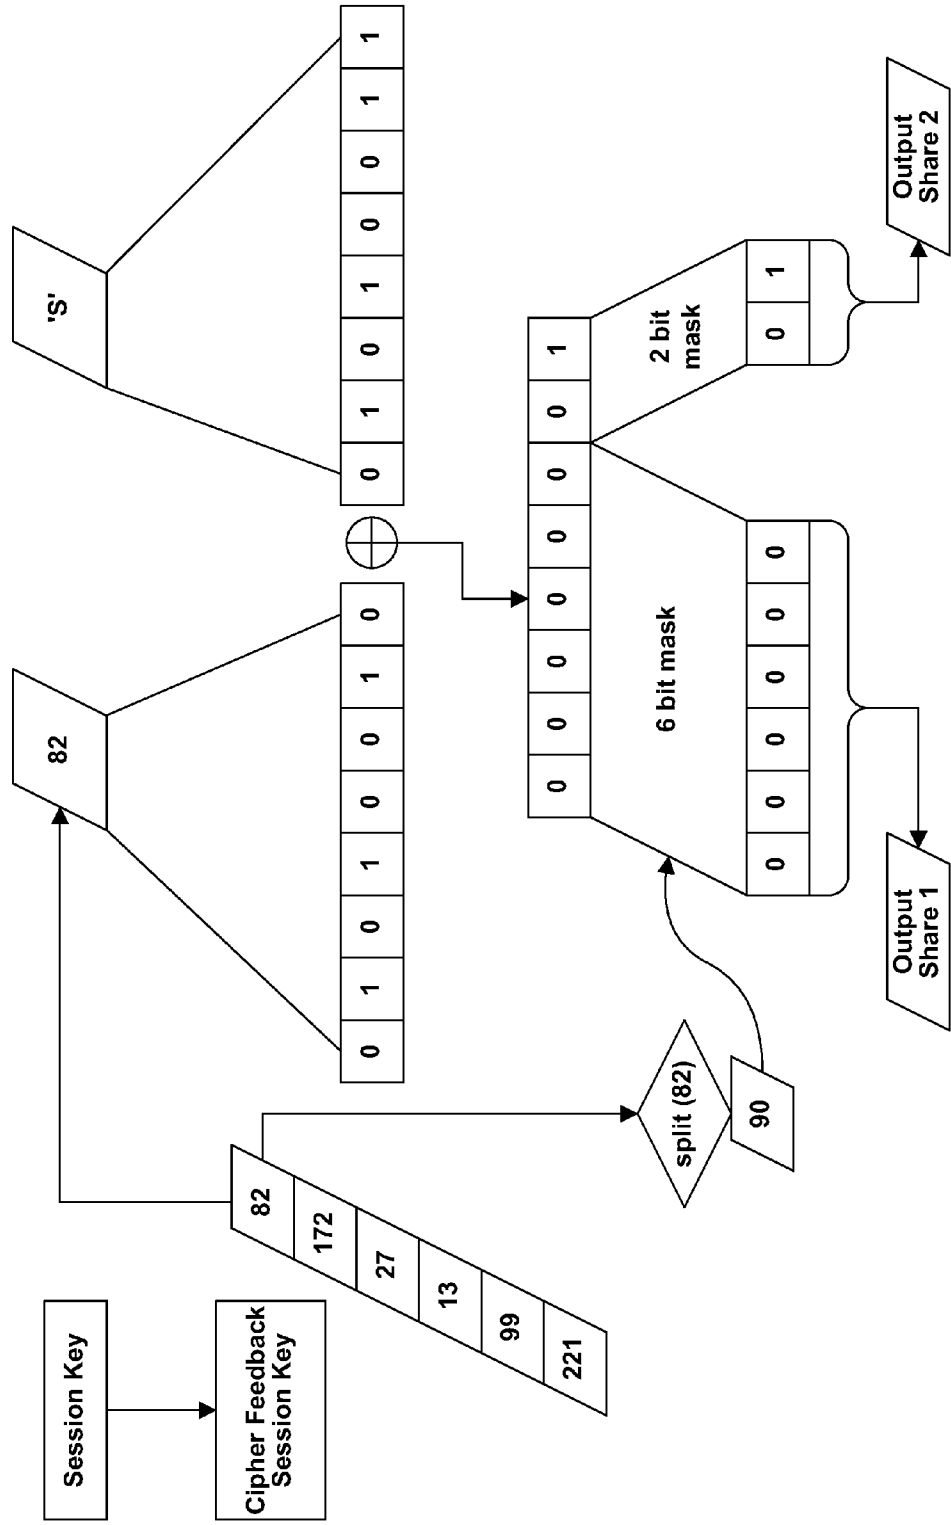 Session Key
Cipher Feedback
Session Key
82
172
27
13
99
221
82
'S'
0 1 0 1 0 0 1 0
0 1 0 1 0 0 1 1
0 0 0 0 0 0 0 1
split (82)
90
6 bit mask
2 bit
mask
0 0 0 0 0 0
0 1
Output
Share 1
Output
Share 2